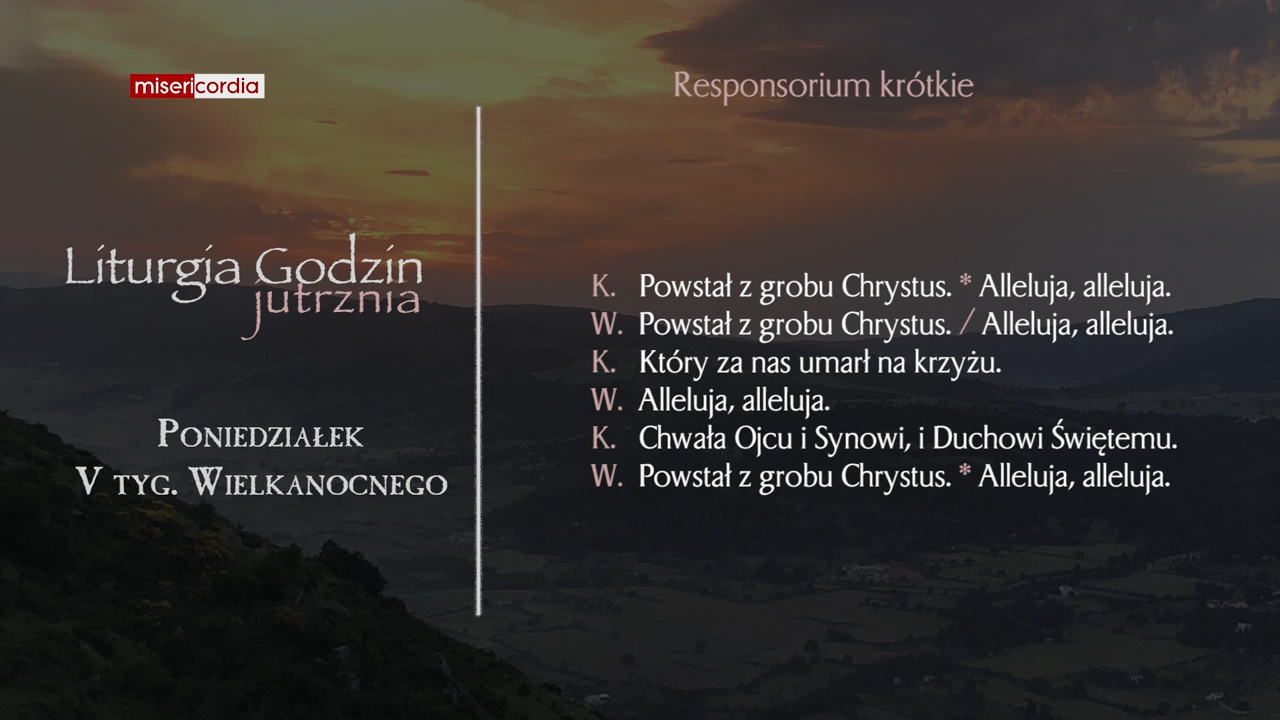 misericordia
Liturgia Godzin
jutrznia
Poniedziałek
V tyg. Wielkanocnego
Responsorium krótkie
K. Powstał z grobu Chrystus. * Alleluja, alleluja.
W. Powstał z grobu Chrystus. / Alleluja, alleluja.
K. Który za nas umarł na krzyżu.
W. Alleluja, alleluja.
K. Chwała Ojcu i Synowi, i Duchowi Świętemu.
W. Powstał z grobu Chrystus. * Alleluja, alleluja.